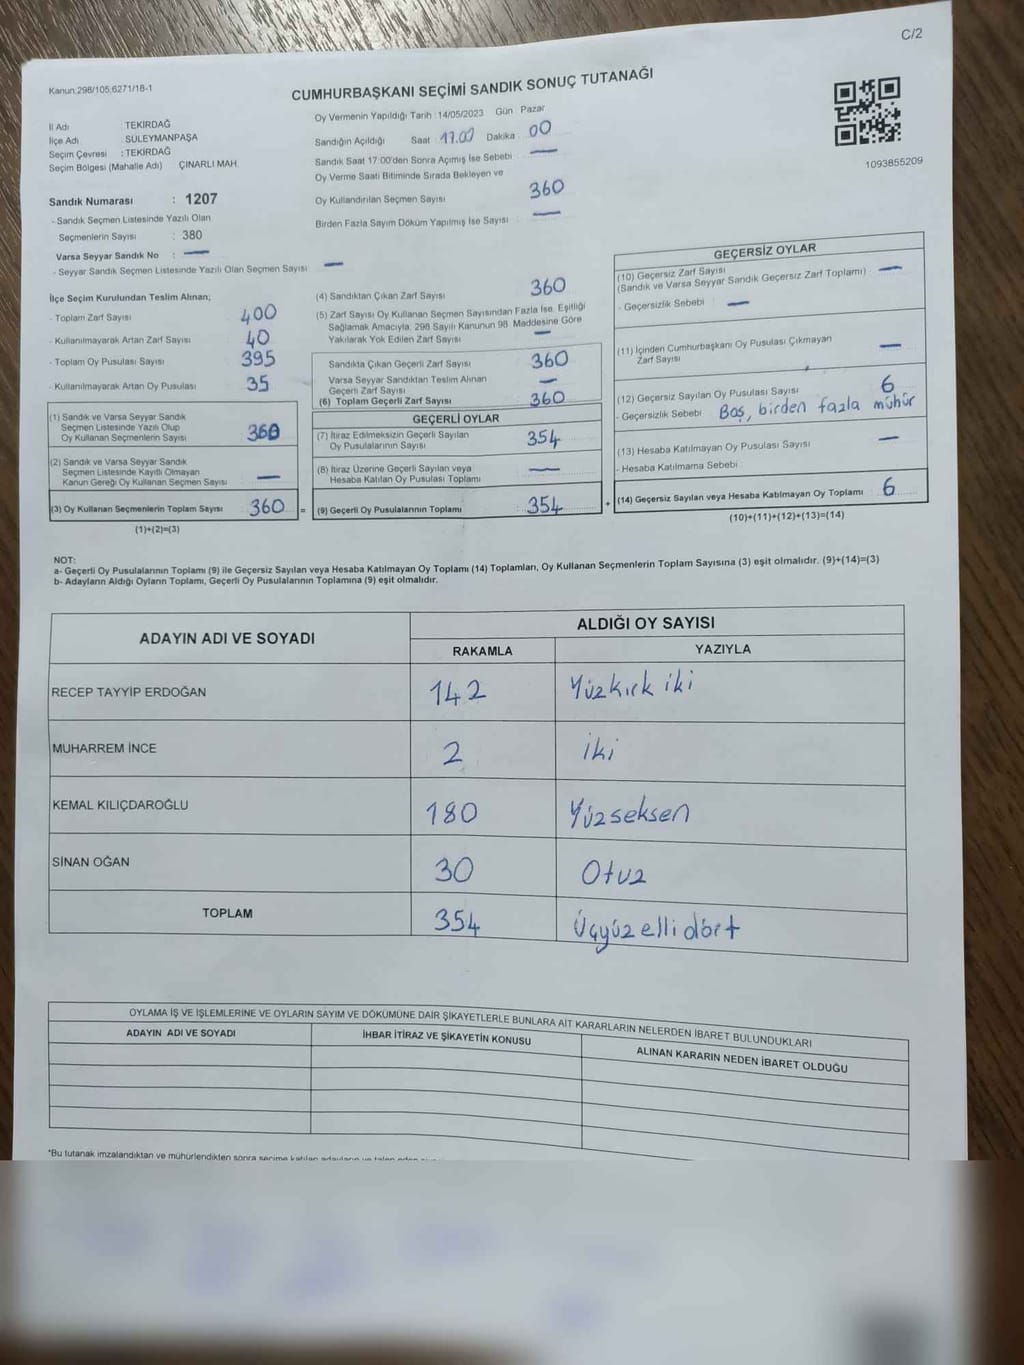 C/2
Kanun:298/105;6271/18-1
CUMHURBAŞKANI SEÇİMİ SANDIK SONUÇ TUTANAĞI
İl Adı : TEKİRDAĞ
İlçe Adı : SÜLEYMANPAŞA
Seçim Çevresi : TEKİRDAĞ
Seçim Bölgesi (Mahalle Adı) ÇINARLI MAH.
Oy Vermenin Yapıldığı Tarih : 14/05/2023 Gün : Pazar
Sandığın Açıldığı Saat 17.00 Dakika : 00
Sandık Saat 17:00'den Sonra Açılmış İse Sebebi : —
Oy Verme Saati Bitiminde Sırada Bekleyen ve
Oy Kullandırılan Seçmen Sayısı 360
Birden Fazla Sayım Döküm Yapılmış İse Sayısı : —
1093855209
Sandık Numarası : 1207
- Sandık Seçmen Listesinde Yazılı Olan
Seçmenlerin Sayısı : 380
Varsa Seyyar Sandık No : —
- Seyyar Sandık Seçmen Listesinde Yazılı Olan Seçmen Sayısı —
İlçe Seçim Kurulundan Teslim Alınan;
- Toplam Zarf Sayısı 400
- Kullanılmayarak Artan Zarf Sayısı 40
- Toplam Oy Pusulası Sayısı 395
- Kullanılmayarak Artan Oy Pusulası 35
(1) Sandık ve Varsa Seyyar Sandık
Seçmen Listesinde Yazılı Olup
Oy Kullanan Seçmenlerin Sayısı 360
(2) Sandık ve Varsa Seyyar Sandık
Seçmen Listesinde Kayıtlı Olmayan
Kanun Gereği Oy Kullanan Seçmen Sayısı : —
(3) Oy Kullanan Seçmenlerin Toplam Sayısı 360 =
(1)+(2)=(3)
(4) Sandıktan Çıkan Zarf Sayısı 360
(5) Zarf Sayısı Oy Kullanan Seçmen Sayısından Fazla İse, Eşitliği
Sağlamak Amacıyla, 298 Sayılı Kanunun 98. Maddesine Göre
Yakılarak Yok Edilen Zarf Sayısı —
Sandıkta Çıkan Geçerli Zarf Sayısı 360
Varsa Seyyar Sandıktan Teslim Alınan
Geçerli Zarf Sayısı —
(6) Toplam Geçerli Zarf Sayısı 360
GEÇERLİ OYLAR
(7) İtiraz Edilmeksizin Geçerli Sayılan
Oy Pusulalarının Sayısı 354
(8) İtiraz Üzerine Geçerli Sayılan veya
Hesaba Katılan Oy Pusulası Toplamı —
(9) Geçerli Oy Pusulalarının Toplamı 354 +
GEÇERSİZ OYLAR
(10) Geçersiz Zarf Sayısı —
(Sandık ve Varsa Seyyar Sandık Geçersiz Zarf Toplamı)
- Geçersizlik Sebebi : —
(11) İçinden Cumhurbaşkanı Oy Pusulası Çıkmayan
Zarf Sayısı —
(12) Geçersiz Sayılan Oy Pusulası Sayısı 6
- Geçersizlik Sebebi : Boş, birden fazla mühür
(13) Hesaba Katılmayan Oy Pusulası Sayısı —
- Hesaba Katılmama Sebebi
(14) Geçersiz Sayılan veya Hesaba Katılmayan Oy Toplamı 6
(10)+(11)+(12)+(13)=(14)
NOT:
a- Geçerli Oy Pusulalarının Toplamı (9) ile Geçersiz Sayılan veya Hesaba Katılmayan Oy Toplamı (14) Toplamları, Oy Kullanan Seçmenlerin Toplam Sayısına (3) eşit olmalıdır. (9)+(14)=(3)
b- Adayların Aldığı Oyların Toplamı, Geçerli Oy Pusulalarının Toplamına (9) eşit olmalıdır.
ADAYIN ADI VE SOYADI ALDIĞI OY SAYISI
RAKAMLA YAZIYLA
RECEP TAYYİP ERDOĞAN 142 Yüzkırk iki
MUHARREM İNCE 2 iki
KEMAL KILIÇDAROĞLU 180 Yüzseksen
SİNAN OĞAN 30 Otuz
TOPLAM 354 Üçyüz elli dört
OYLAMA İŞ VE İŞLEMLERİNE VE OYLARIN SAYIM VE DÖKÜMÜNE DAİR ŞİKAYETLERLE BUNLARA AİT KARARLARIN NELERDEN İBARET BULUNDUKLARI
ADAYIN ADI VE SOYADI İHBAR İTİRAZ VE ŞİKAYETİN KONUSU ALINAN KARARIN NEDEN İBARET OLDUĞU
*Bu tutanak imzalandıktan ve mühürlendikten sonra seçime katılan adayların ve talep eden